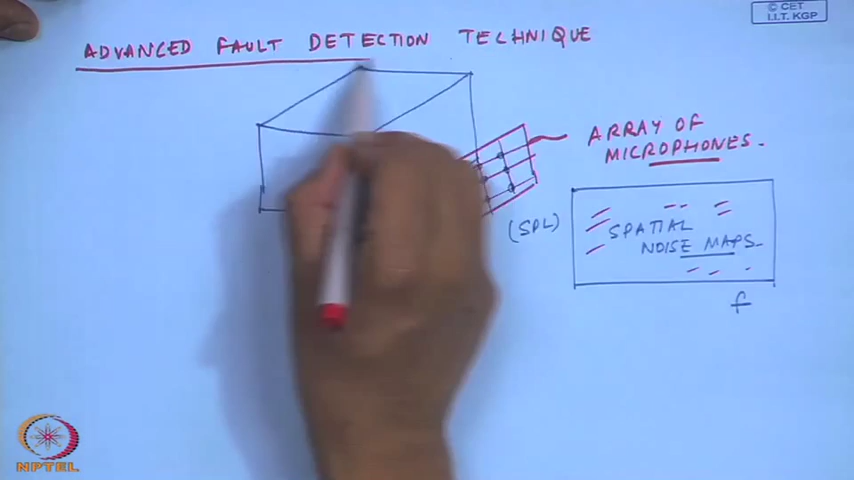 © CET
I.I.T. KGP
ADVANCED FAULT DETECTION TECHNIQUE
ARRAY OF
MICROPHONES.
(SPL)
SPATIAL
NOISE MAPS
f
NPTEL